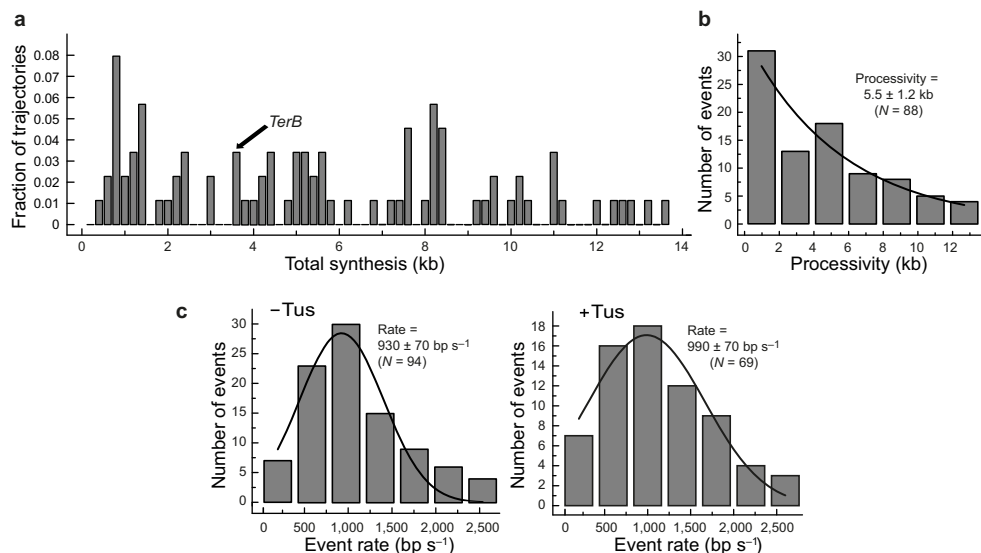 a
Fraction of trajectories
0.08
0.07
0.06
0.05
0.04
0.03
0.02
0.01
0
TerB
0 2 4 6 8 10 12 14
Total synthesis (kb)
b
Number of events
30
20
10
0
Processivity =
5.5 ± 1.2 kb
(N = 88)
0 2 4 6 8 10 12
Processivity (kb)
c
–Tus
Number of events
30
25
20
15
10
5
0
Rate =
930 ± 70 bp s–1
(N = 94)
0 500 1,000 1,500 2,000 2,500
Event rate (bp s–1)
+Tus
Number of events
18
16
14
12
10
8
6
4
2
0
Rate =
990 ± 70 bp s–1
(N = 69)
0 500 1,000 1,500 2,000 2,500
Event rate (bp s–1)